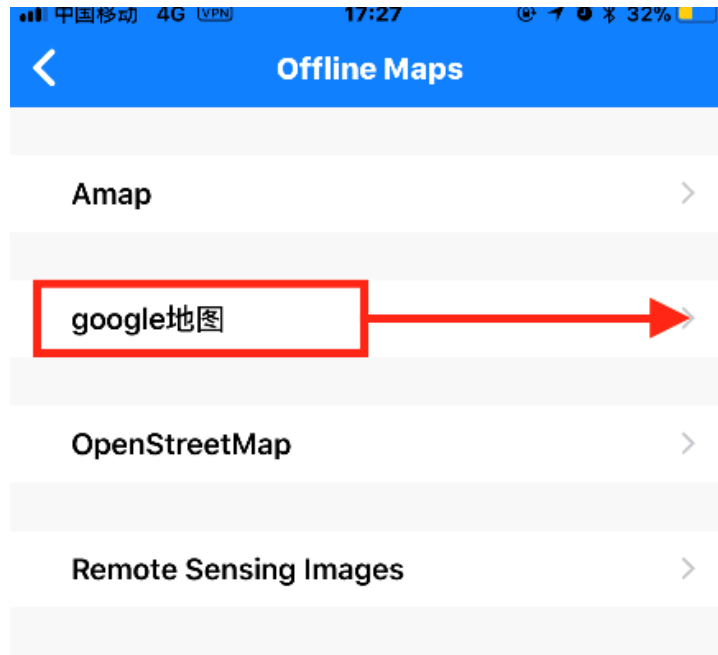 中国移动 4G VPN 17:27 32%
Offline Maps
Amap
google地图
OpenStreetMap
Remote Sensing Images